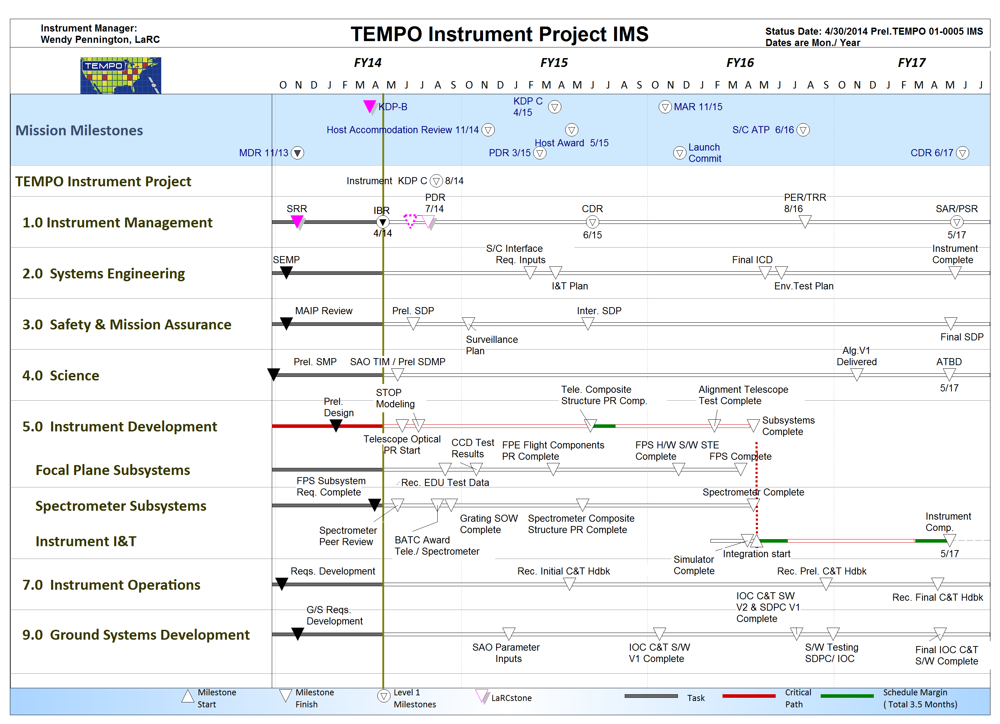 Instrument Manager:
Wendy Pennington, LaRC
TEMPO Instrument Project IMS
Status Date: 4/30/2014 Prel.TEMPO 01-0005 IMS
Dates are Mon./ Year
TEMPO
FY14 FY15 FY16 FY17
O N D J F M A M J J A S O N D J F M A M J J A S O N D J F M A M J J A S O N D J F M A M J J
Mission Milestones
KDP-B
KDP C
4/15
MAR 11/15
Host Accommodation Review 11/14
Host Award 5/15
S/C ATP 6/16
MDR 11/13
PDR 3/15
Launch
Commit
CDR 6/17
TEMPO Instrument Project
Instrument KDP C
8/14
1.0 Instrument Management
SRR
IBR
4/14
PDR
7/14
CDR
6/15
PER/TRR
8/16
SAR/PSR
5/17
2.0 Systems Engineering
SEMP
S/C Interface
Req. Inputs
I&T Plan
Final ICD
Env.Test Plan
Instrument
Complete
3.0 Safety & Mission Assurance
MAIP Review
Prel. SDP
Surveillance
Plan
Inter. SDP
Final SDP
4.0 Science
Prel. SMP
SAO TIM / Prel SDMP
Alg.V1
Delivered
ATBD
5/17
5.0 Instrument Development
Prel.
Design
STOP
Modeling
Telescope Optical
PR Start
Tele. Composite
Structure PR Comp.
Alignment Telescope
Test Complete
Subsystems
Complete
Focal Plane Subsystems
CCD Test
Results
FPE Flight Components
PR Complete
FPS H/W S/W STE
Complete
FPS Complete
Rec. EDU Test Data
Spectrometer Subsystems
FPS Subsystem
Req. Complete
Spectrometer
Peer Review
BATC Award
Tele./ Spectrometer
Grating SOW
Complete
Spectrometer Composite
Structure PR Complete
Spectrometer Complete
Instrument I&T
Simulator
Complete
Integration start
Instrument
Comp.
5/17
7.0 Instrument Operations
Reqs. Development
Rec. Initial C&T Hdbk
Rec. Prel. C&T Hdbk
Rec. Final C&T Hdbk
9.0 Ground Systems Development
G/S Reqs.
Development
SAO Parameter
Inputs
IOC C&T S/W
V1 Complete
IOC C&T SW
V2 & SDPC V1
Complete
S/W Testing
SDPC/ IOC
Final IOC C&T
S/W Complete
Milestone
Start
Milestone
Finish
Level 1
Milestones
LaRCstone
Task
Critical
Path
Schedule Margin
( Total 3.5 Months)